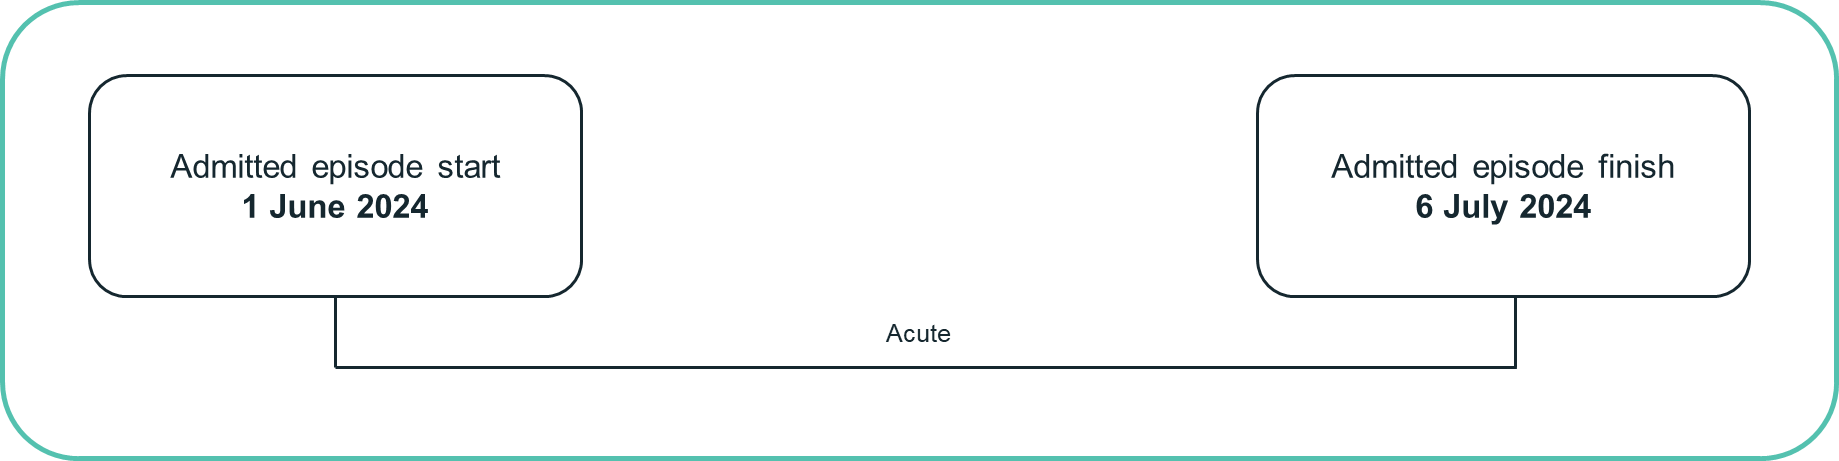 Admitted episode start
1 June 2024
Admitted episode finish
6 July 2024
Acute